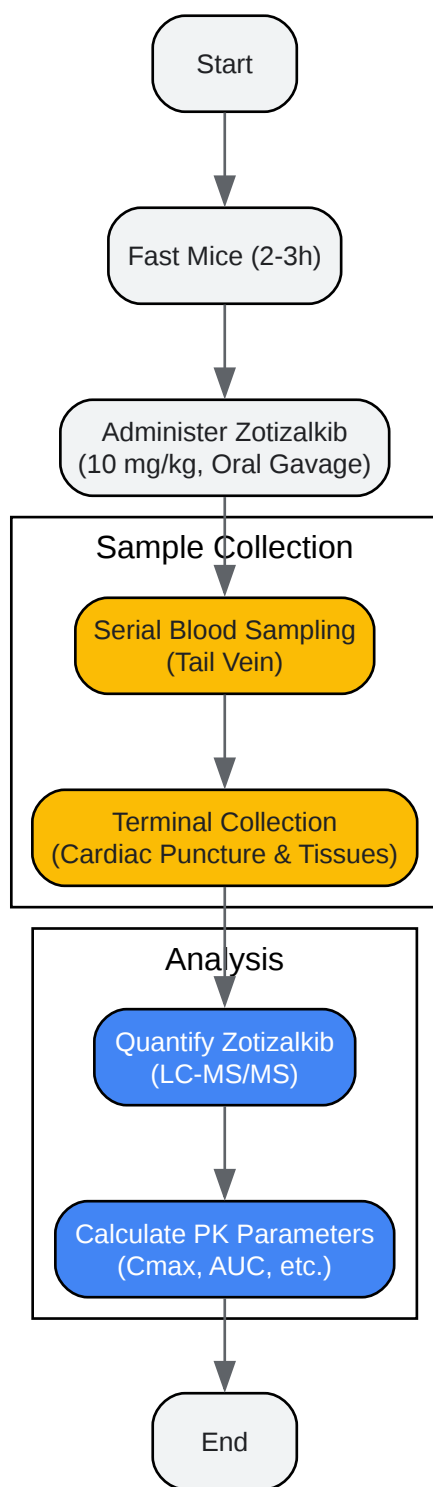 Start
Fast Mice (2-3h)
Administer Zotizalkib
(10 mg/kg, Oral Gavage)
Sample Collection
Serial Blood Sampling
(Tail Vein)
Terminal Collection
(Cardiac Puncture & Tissues)
Analysis
Quantify Zotizalkib
(LC-MS/MS)
Calculate PK Parameters
(Cmax, AUC, etc.)
End